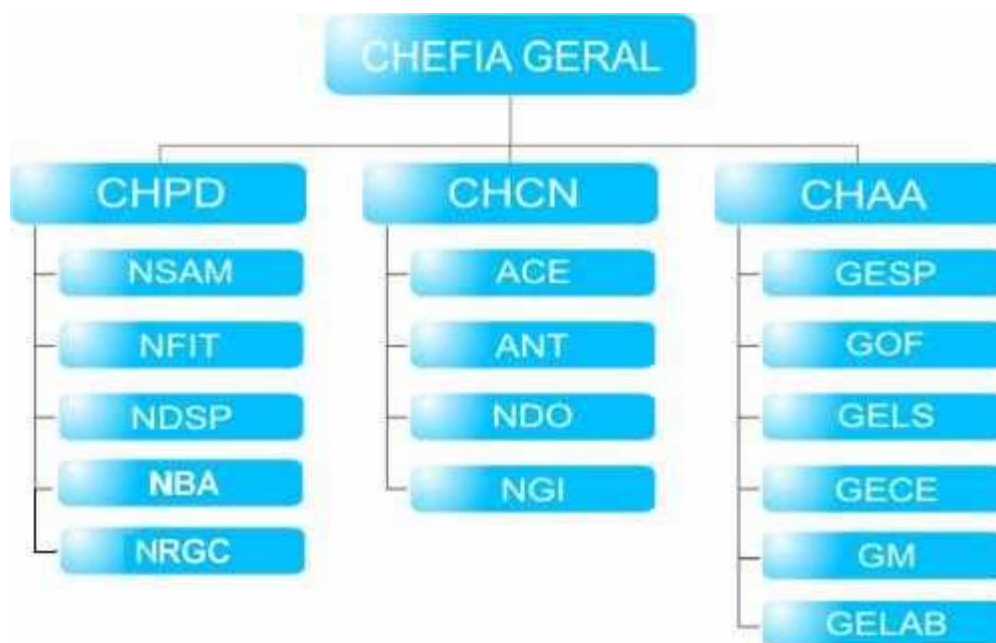 CHEFIA GERAL
CHPD
NSAM
NFIT
NDSP
NBA
NRGC
CHCN
ACE
ANT
NDO
NGI
CHAA
GESP
GOF
GELS
GECE
GM
GELAB